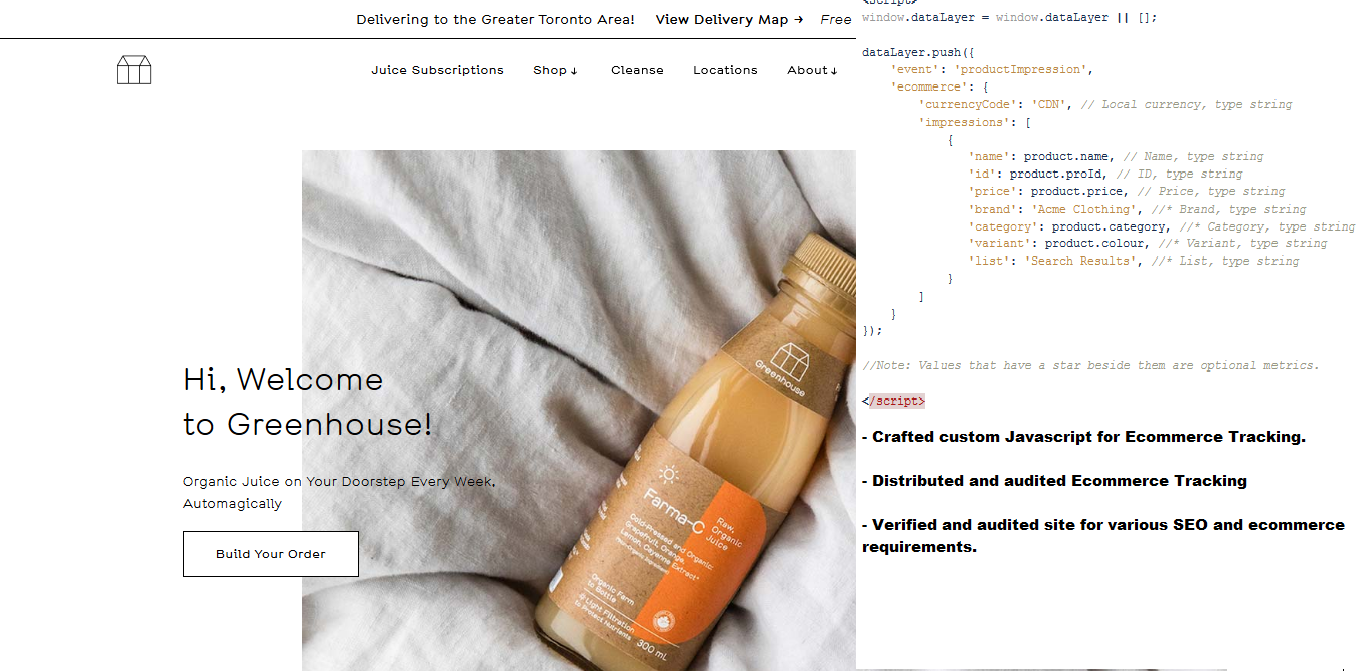 Delivering to the Greater Toronto Area! View Delivery Map → Free
Juice Subscriptions Shop ↓ Cleanse Locations About ↓
Hi, Welcome
to Greenhouse!
Organic Juice on Your Doorstep Every Week,
Automagically
Build Your Order
Greenhouse
Farma-C
Raw,
Organic
Juice
Cold-Pressed and Organic:
Grapefruit, Orange,
Lemon, Cayenne Extract*
Organic Farm
to Bottle
Light Filtration
to Protect Nutrients
300 mL
<script>
window.dataLayer = window.dataLayer || [];
dataLayer.push({
'event': 'productImpression',
'ecommerce': {
'currencyCode': 'CDN', // Local currency, type string
'impressions': [
{
'name': product.name, // Name, type string
'id': product.proId, // ID, type string
'price': product.price, // Price, type string
'brand': 'Acme Clothing', //* Brand, type string
'category': product.category, //* Category, type string
'variant': product.colour, //* Variant, type string
'list': 'Search Results', //* List, type string
}
]
}
});
//Note: Values that have a star beside them are optional metrics.
</script>
- Crafted custom Javascript for Ecommerce Tracking.
- Distributed and audited Ecommerce Tracking
- Verified and audited site for various SEO and ecommerce
requirements.